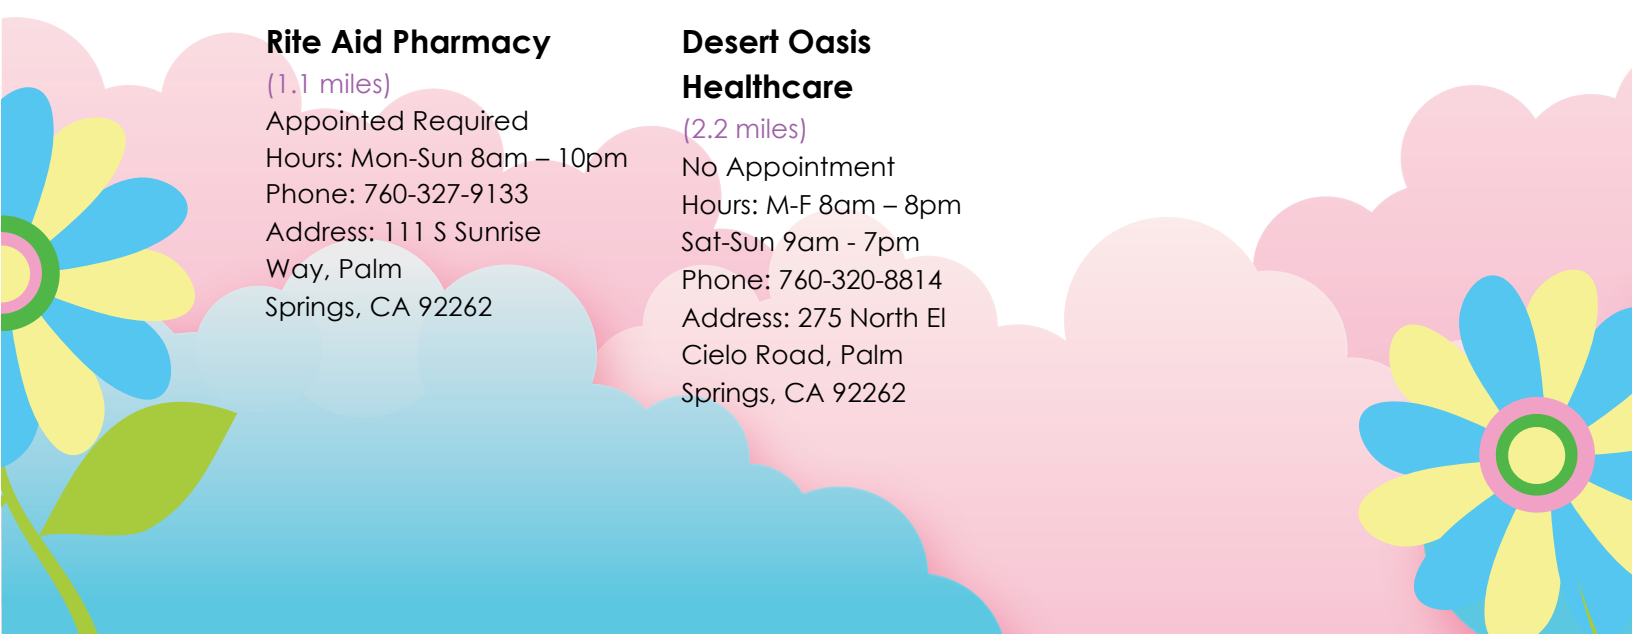 Rite Aid Pharmacy
(1.1 miles)
Appointed Required
Hours: Mon-Sun 8am – 10pm
Phone: 760-327-9133
Address: 111 S Sunrise
Way, Palm
Springs, CA 92262
Desert Oasis
Healthcare
(2.2 miles)
No Appointment
Hours: M-F 8am – 8pm
Sat-Sun 9am - 7pm
Phone: 760-320-8814
Address: 275 North El
Cielo Road, Palm
Springs, CA 92262